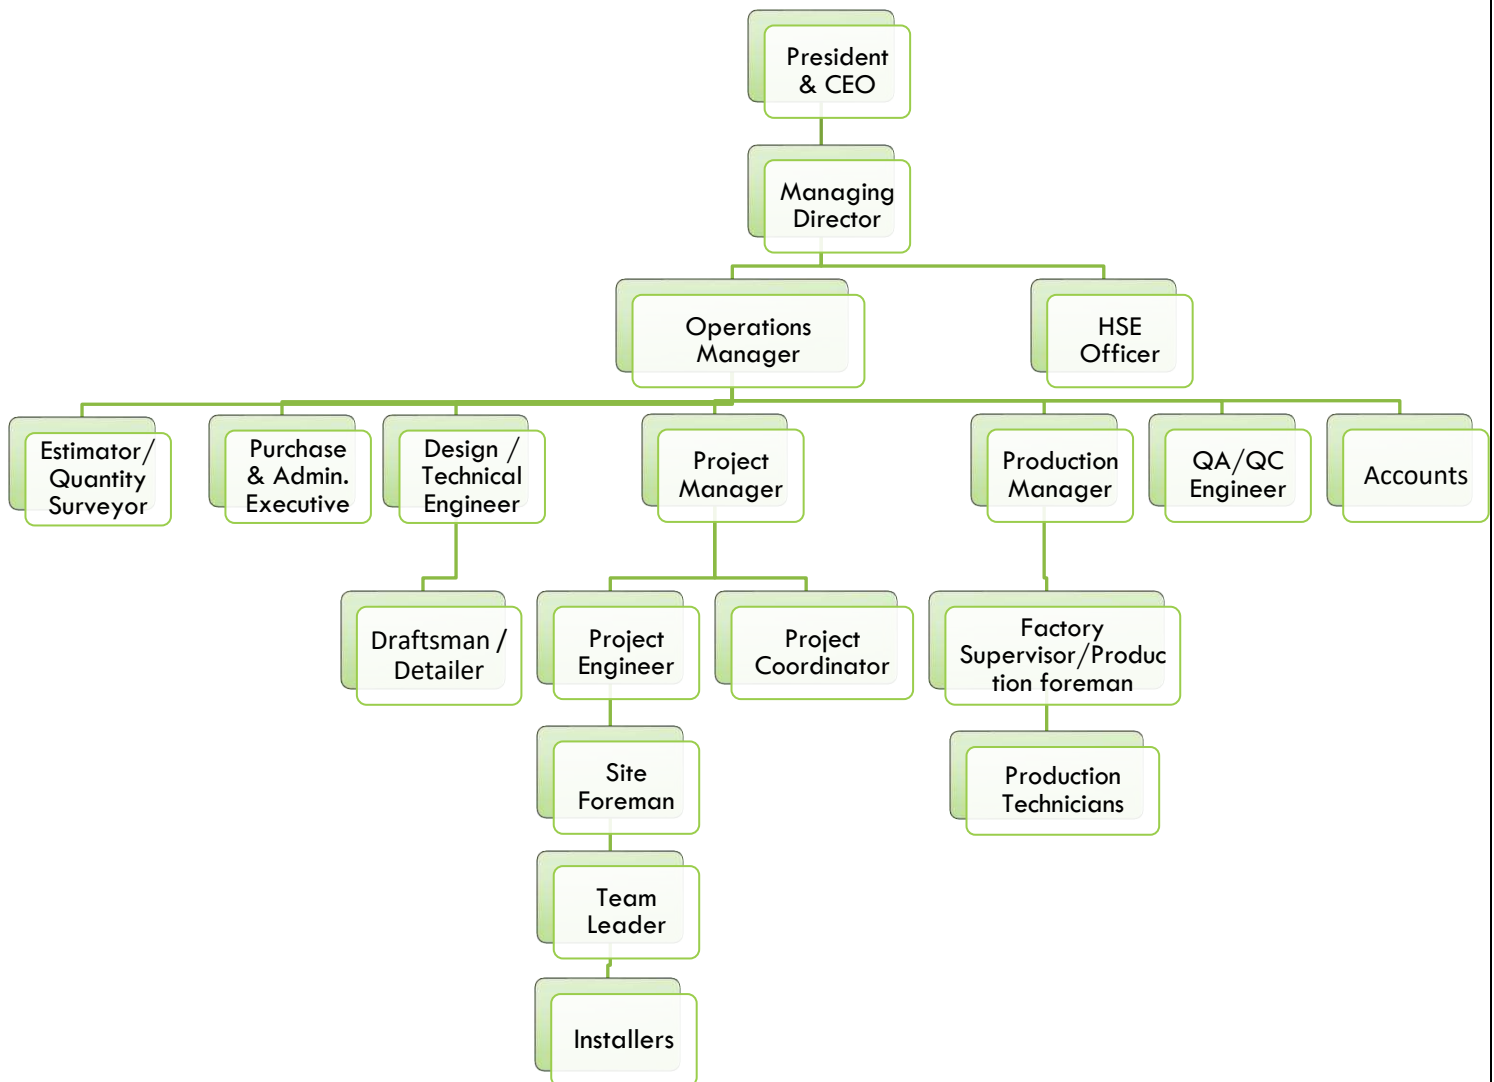 President
& CEO
Managing
Director
Operations
Manager
HSE
Officer
Estimator/
Quantity
Surveyor
Purchase
& Admin.
Executive
Design /
Technical
Engineer
Project
Manager
Production
Manager
QA/QC
Engineer
Accounts
Draftsman /
Detailer
Project
Engineer
Project
Coordinator
Factory
Supervisor/Produc
tion foreman
Site
Foreman
Production
Technicians
Team
Leader
Installers